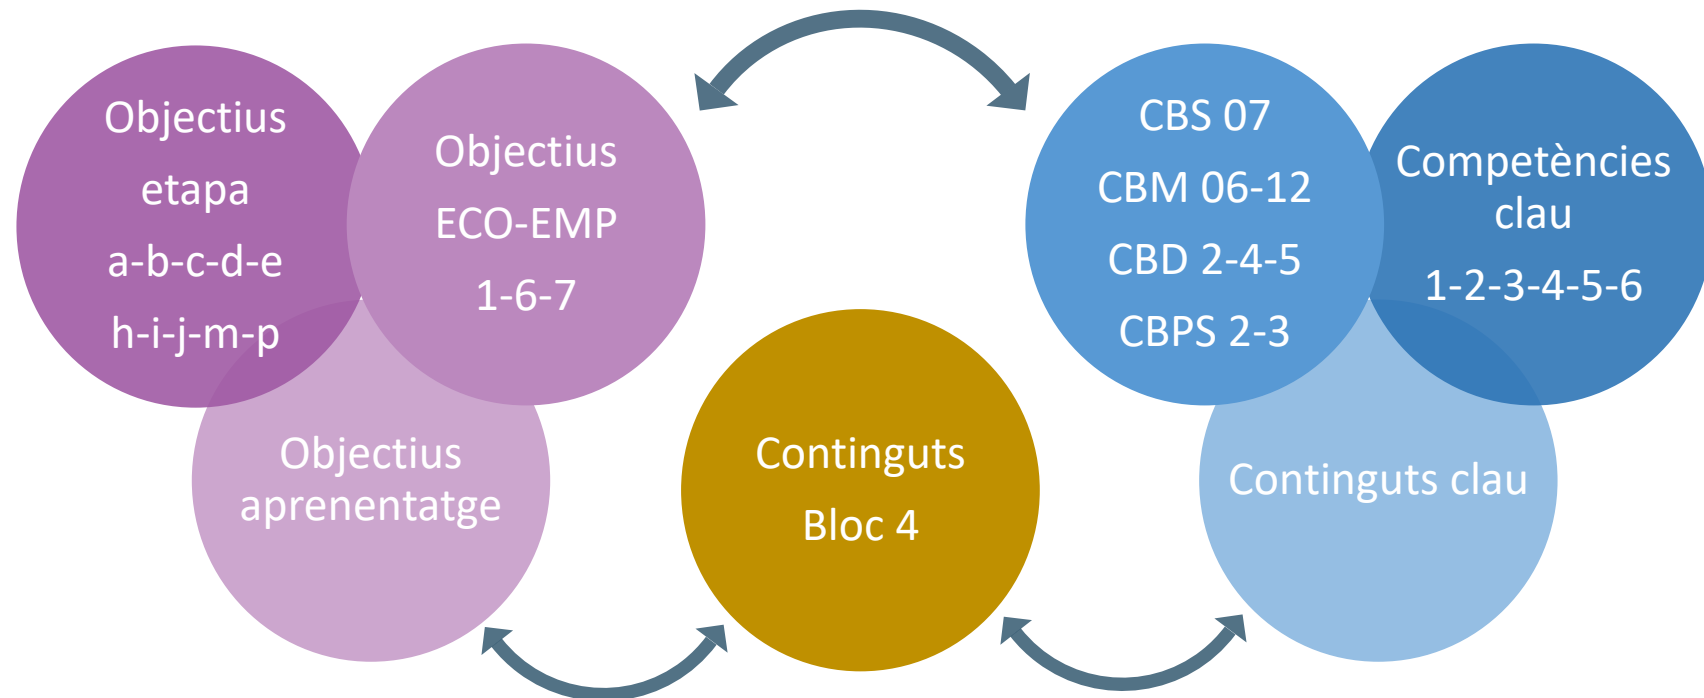 Objectius
etapa
a-b-c-d-e
h-i-j-m-p
Objectius
ECO-EMP
1-6-7
Objectius
aprenentatge
Continguts
Bloc 4
CBS 07
CBM 06-12
CBD 2-4-5
CBPS 2-3
Competències
clau
1-2-3-4-5-6
Continguts clau